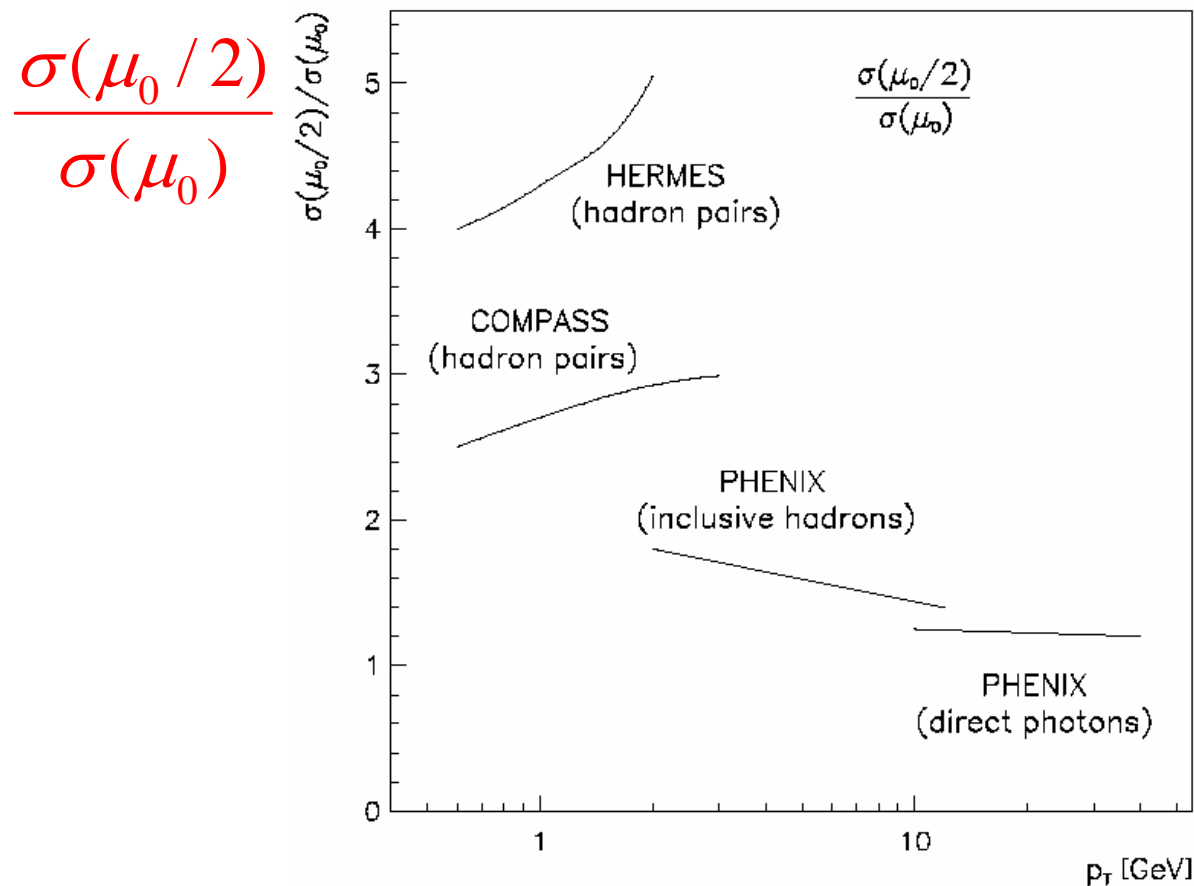 σ(μ₀ / 2)
σ(μ₀)
σ(μ₀/2)/σ(μ₀)
σ(μ₀/2)
σ(μ₀)
5
HERMES
(hadron pairs)
4
COMPASS
(hadron pairs)
3
PHENIX
(inclusive hadrons)
2
1
PHENIX
(direct photons)
0
1
10
p_T [GeV]